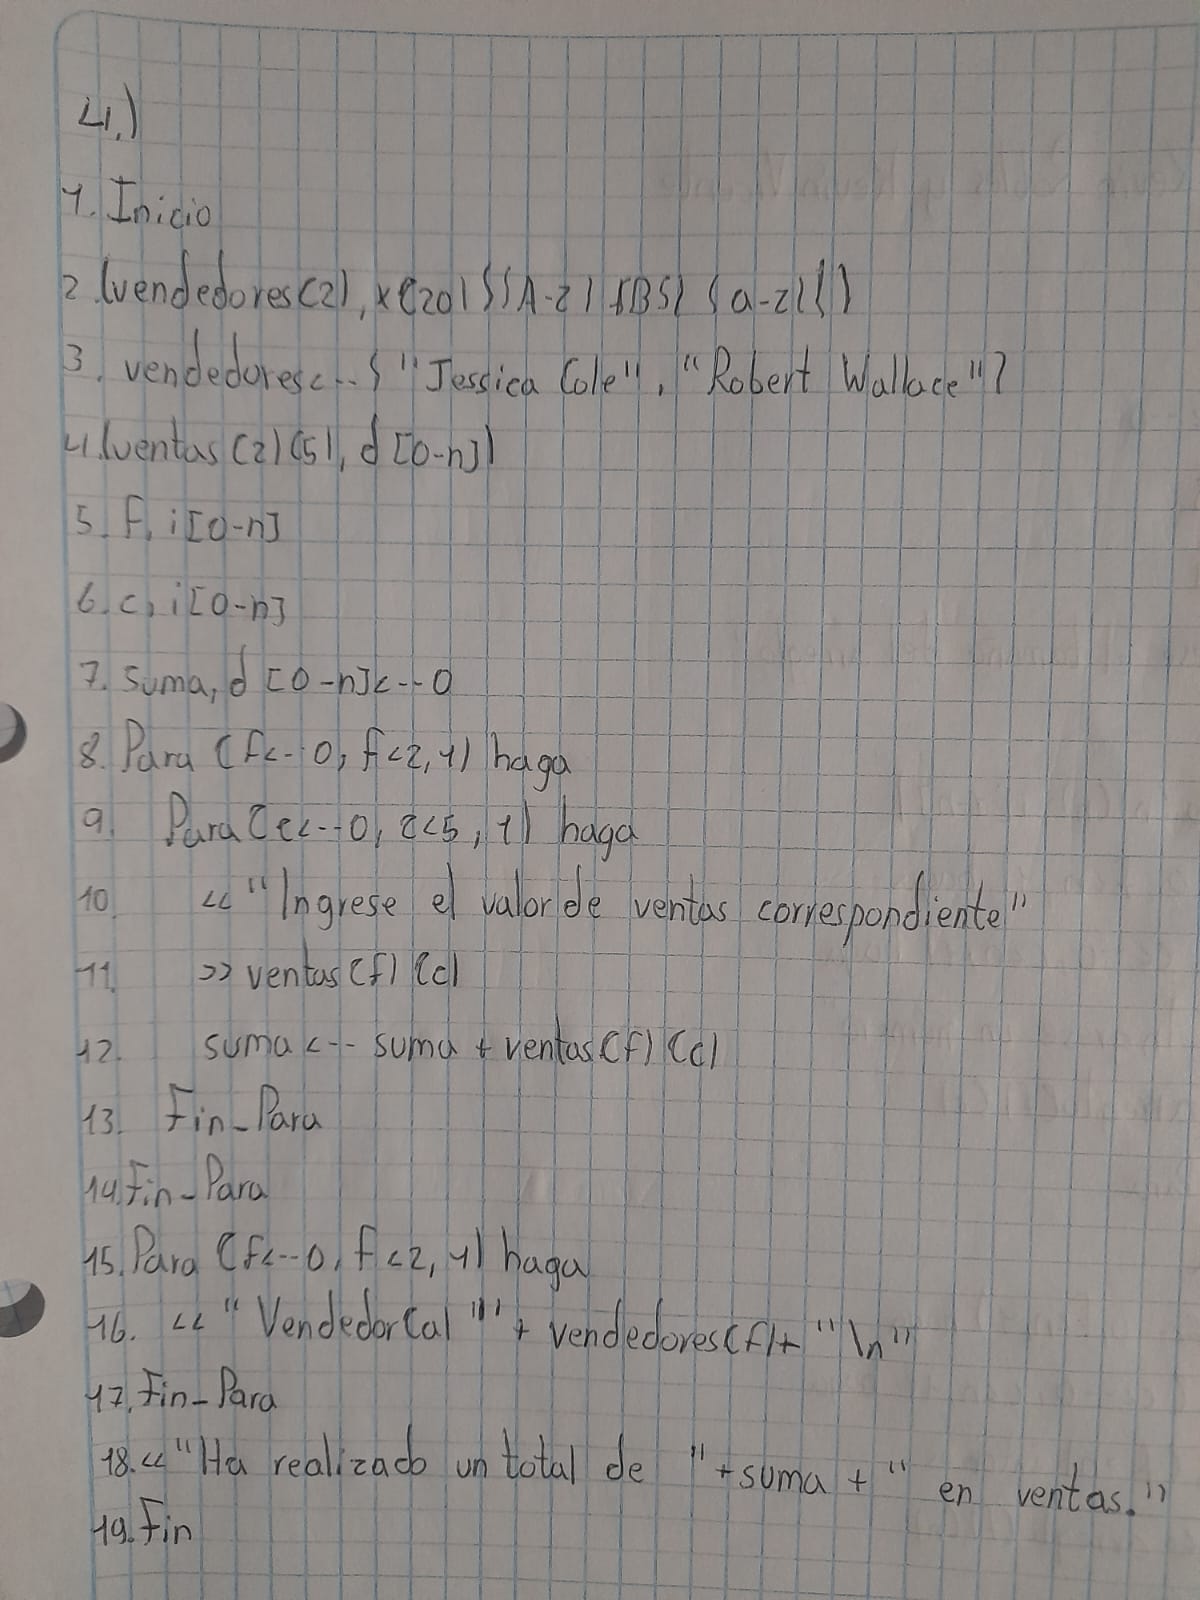 4.)
1. Inicio
2. (vendedores(2), x(20){{A-z} {BS} {a-z}{})
3. vendedores<-- {"Jessica Cole", "Robert Wallace"}
4. (ventas(2)(5), d[0-n])
5. f, i[0-n]
6. c, i[0-n]
7. Suma, d[0-n]<--0
8. Para (f<--0, f<2, 1) haga
9. Para (c<--0, c<5, 1) haga
10. << "Ingrese el valor de ventas correspondiente"
11. >> ventas(f)(c)
12. suma <-- suma + ventas(f)(c)
13. Fin-Para
14. Fin-Para
15. Para (f<--0, f<2, 1) haga
16. << "Vendedor(a) "" + vendedores(f)+ "\n"
17. Fin-Para
18. << "Ha realizado un total de "+suma +" en ventas."
19. Fin